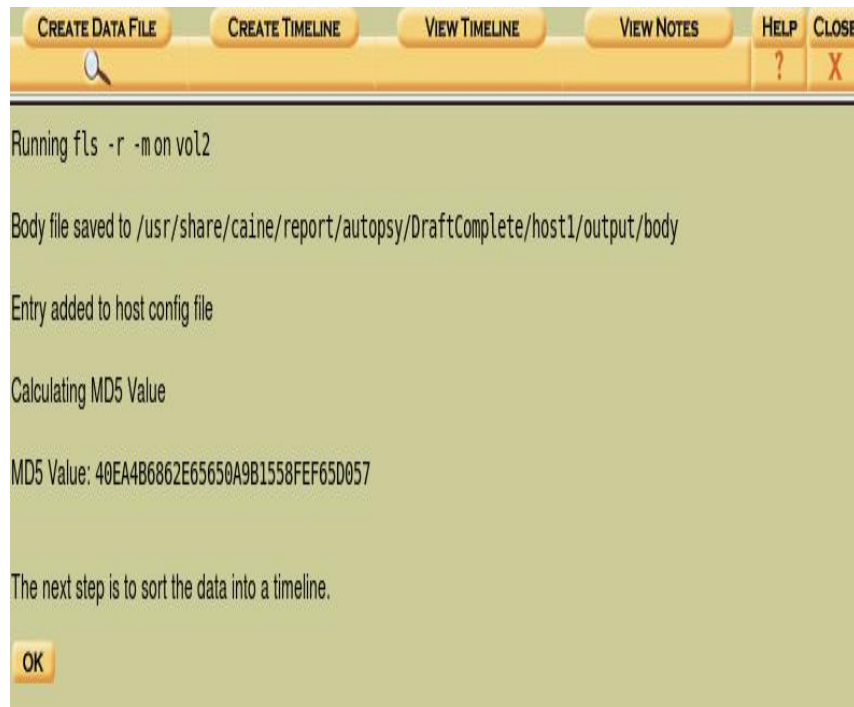 CREATE DATA FILE CREATE TIMELINE VIEW TIMELINE VIEW NOTES HELP CLOSE
? X
Running fls -r -m on vol2
Body file saved to /usr/share/caine/report/autopsy/DraftComplete/host1/output/body
Entry added to host config file
Calculating MD5 Value
MD5 Value: 40EA4B6862E65650A9B1558FEF65D057
The next step is to sort the data into a timeline.
OK